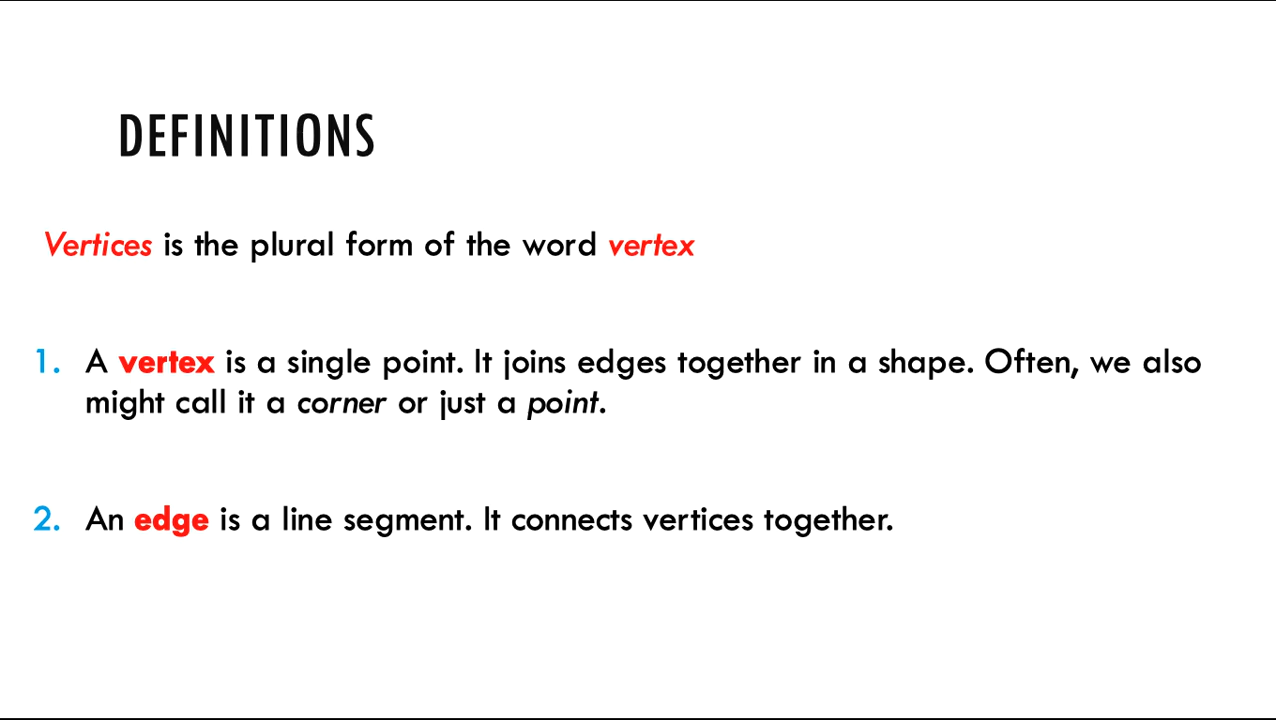 DEFINITIONS
Vertices is the plural form of the word vertex
1. A vertex is a single point. It joins edges together in a shape. Often, we also
might call it a corner or just a point.
2. An edge is a line segment. It connects vertices together.